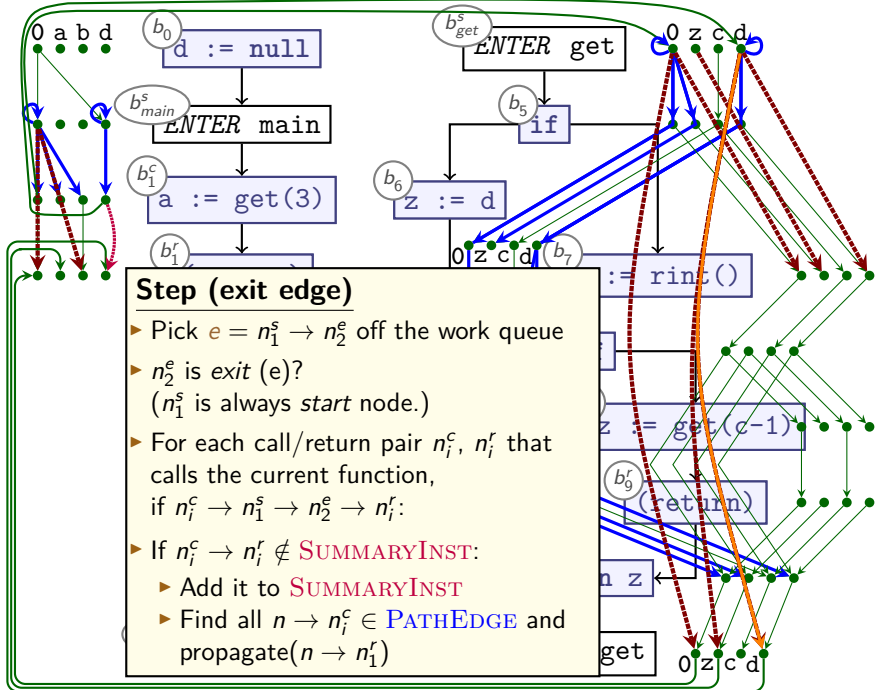 0 a b d
b0
d := null
b^s_main
ENTER main
b^c_1
a := get(3)
b^r_1
b^s_get
ENTER get
b5
if
b6
z := d
0 z c d
0 z c d
b7
:= rint()
z := get(c-1)
b^r_9
(return)
n z
get
0 z c d
Step (exit edge)
▶ Pick e = n^s_1 → n^e_2 off the work queue
▶ n^e_2 is exit (e)?
(n^s_1 is always start node.)
▶ For each call/return pair n^c_i, n^r_i that
calls the current function,
if n^c_i → n^s_1 → n^e_2 → n^r_i:
▶ If n^c_i → n^r_i ∉ SUMMARYINST:
▶ Add it to SUMMARYINST
▶ Find all n → n^c_i ∈ PATHEDGE and
propagate(n → n^r_1)